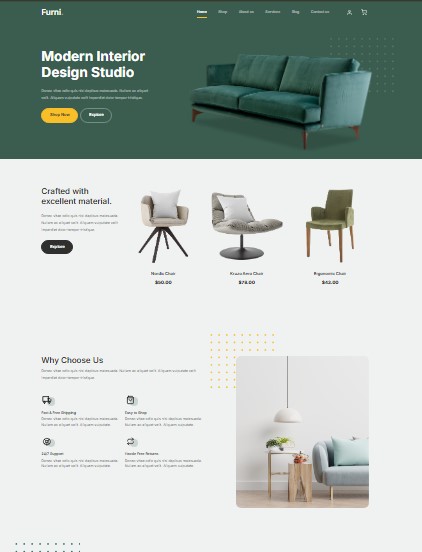 Furni.
Home Shop About us Services Blog Contact us
Modern Interior
Design Studio
Donec vitae odio quis nisl dapibus malesuada.
Nullam ac aliquet velit. Aliquam vulputate velit imperdiet dolor tempor tristique.
Shop Now Explore
Crafted with
excellent material.
Donec vitae odio quis nisl dapibus malesuada.
Nullam ac aliquet velit. Aliquam vulputate velit
imperdiet dolor tempor tristique.
Explore
Nordic Chair
$50.00
Kruzo Aero Chair
$78.00
Ergonomic Chair
$43.00
Why Choose Us
Donec vitae odio quis nisl dapibus malesuada. Nullam ac aliquet velit. Aliquam vulputate velit
imperdiet dolor tempor tristique.
Fast & Free Shipping
Donec vitae odio quis nisl dapibus malesuada.
Nullam ac aliquet velit. Aliquam vulputate.
Easy to Shop
Donec vitae odio quis nisl dapibus malesuada.
Nullam ac aliquet velit. Aliquam vulputate.
24/7 Support
Donec vitae odio quis nisl dapibus malesuada.
Nullam ac aliquet velit. Aliquam vulputate.
Hassle Free Returns
Donec vitae odio quis nisl dapibus malesuada.
Nullam ac aliquet velit. Aliquam vulputate.